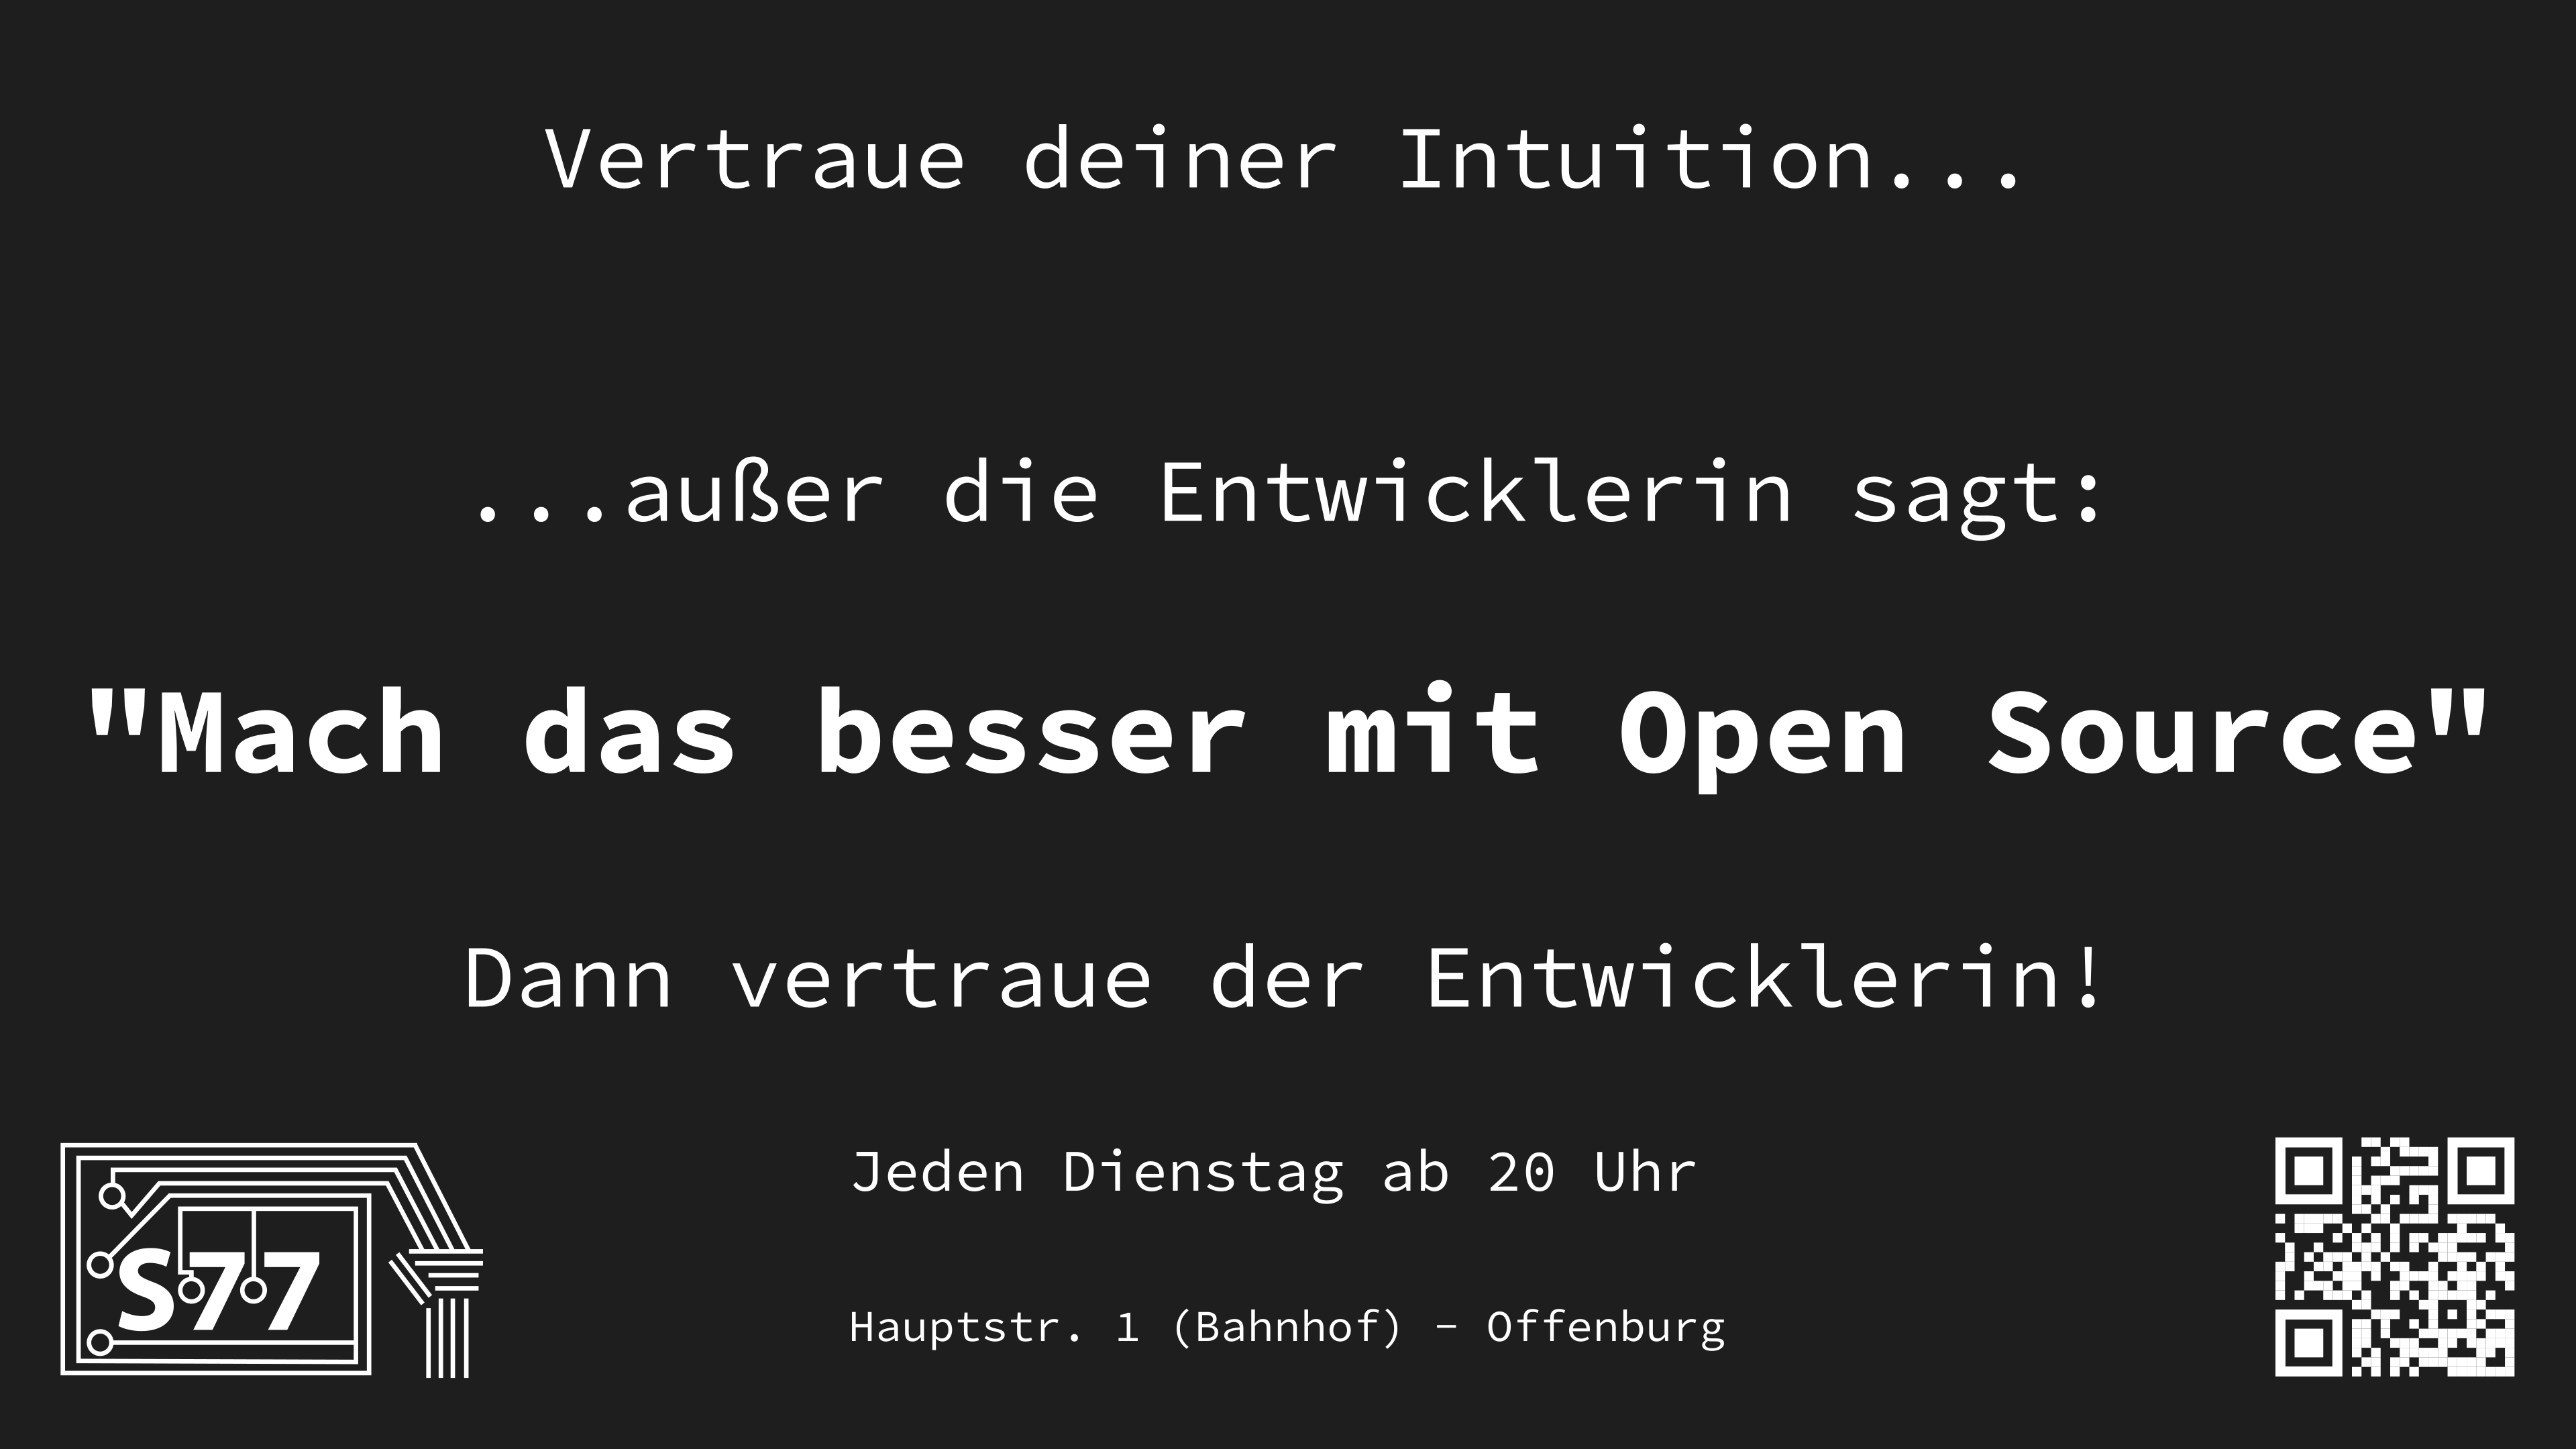 Vertraue deiner Intuition...
...außer die Entwicklerin sagt:
"Mach das besser mit Open Source"
Dann vertraue der Entwicklerin!
Jeden Dienstag ab 20 Uhr
S77
Hauptstr. 1 (Bahnhof) - Offenburg